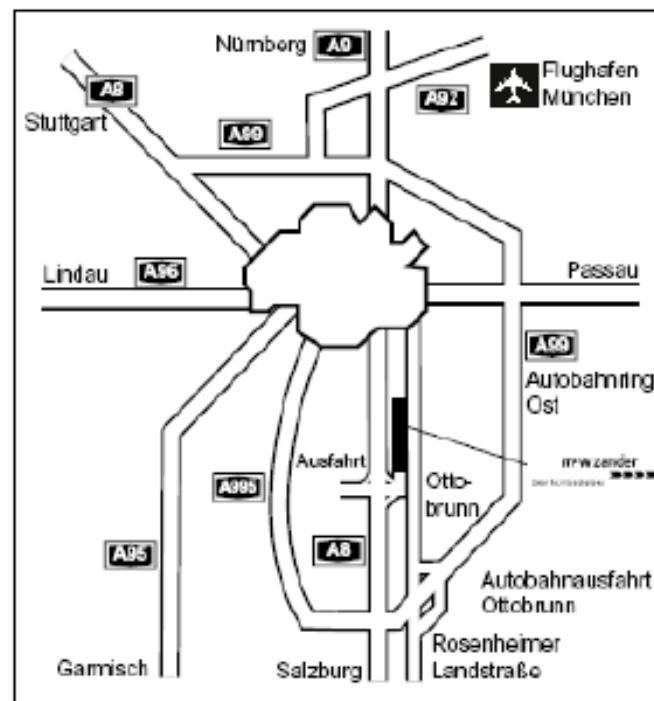 Nürnberg A9
A8
Flughafen
München
A92
Stuttgart
A99
Lindau A96
Passau
A99
Autobahnring
Ost
Ausfahrt
zander
A995
Otto-
brunn
A95
A8
Autobahnausfahrt
Ottobrunn
Garmisch
Salzburg
Rosenheimer
Landstraße